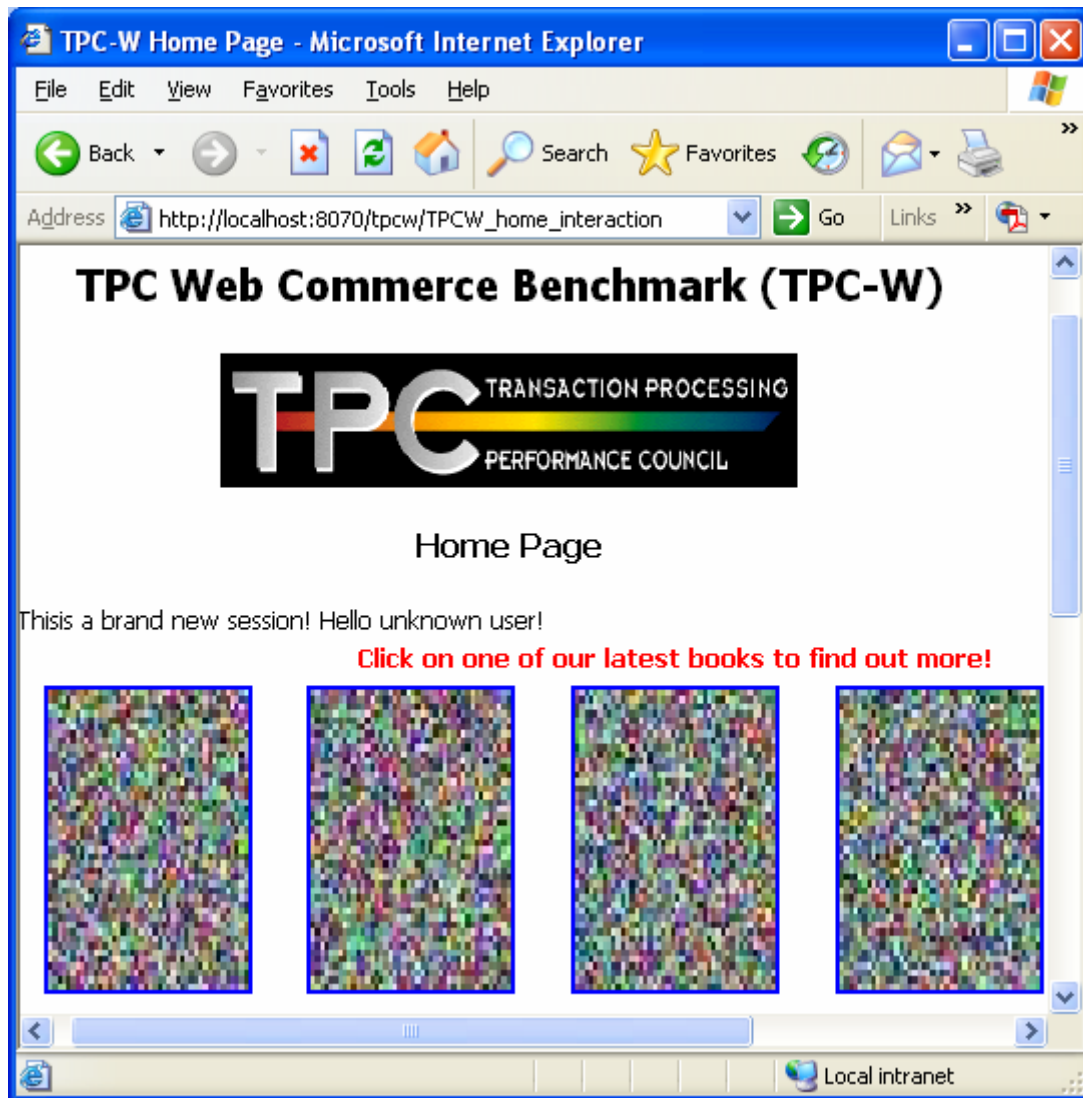 TPC-W Home Page - Microsoft Internet Explorer
File Edit View Favorites Tools Help
Back Search Favorites »
Address http://localhost:8070/tpcw/TPCW_home_interaction Go Links »
TPC Web Commerce Benchmark (TPC-W)
TPC TRANSACTION PROCESSING
PERFORMANCE COUNCIL
Home Page
Thisis a brand new session! Hello unknown user!
Click on one of our latest books to find out more!
Local intranet